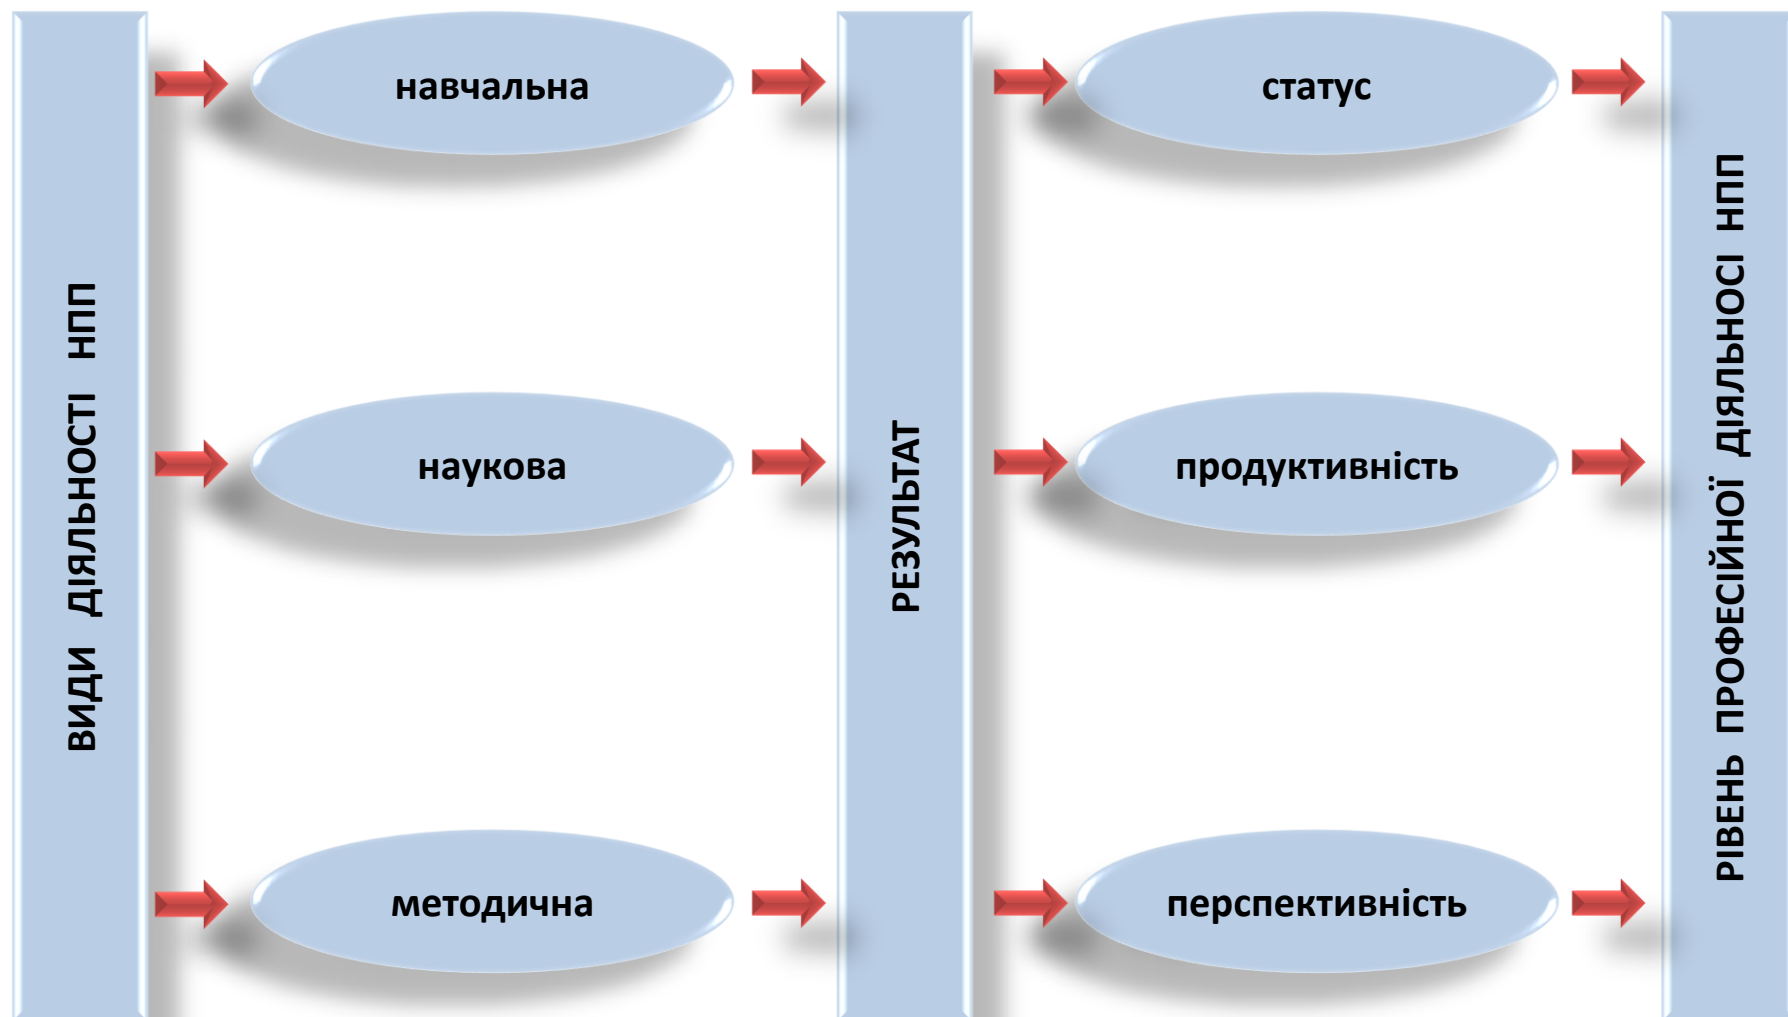 ВИДИ ДІЯЛЬНОСТІ НПП
навчальна
наукова
методична
РЕЗУЛЬТАТ
статус
продуктивність
перспективність
РІВЕНЬ ПРОФЕСІЙНОЇ ДІЯЛЬНОСІ НПП